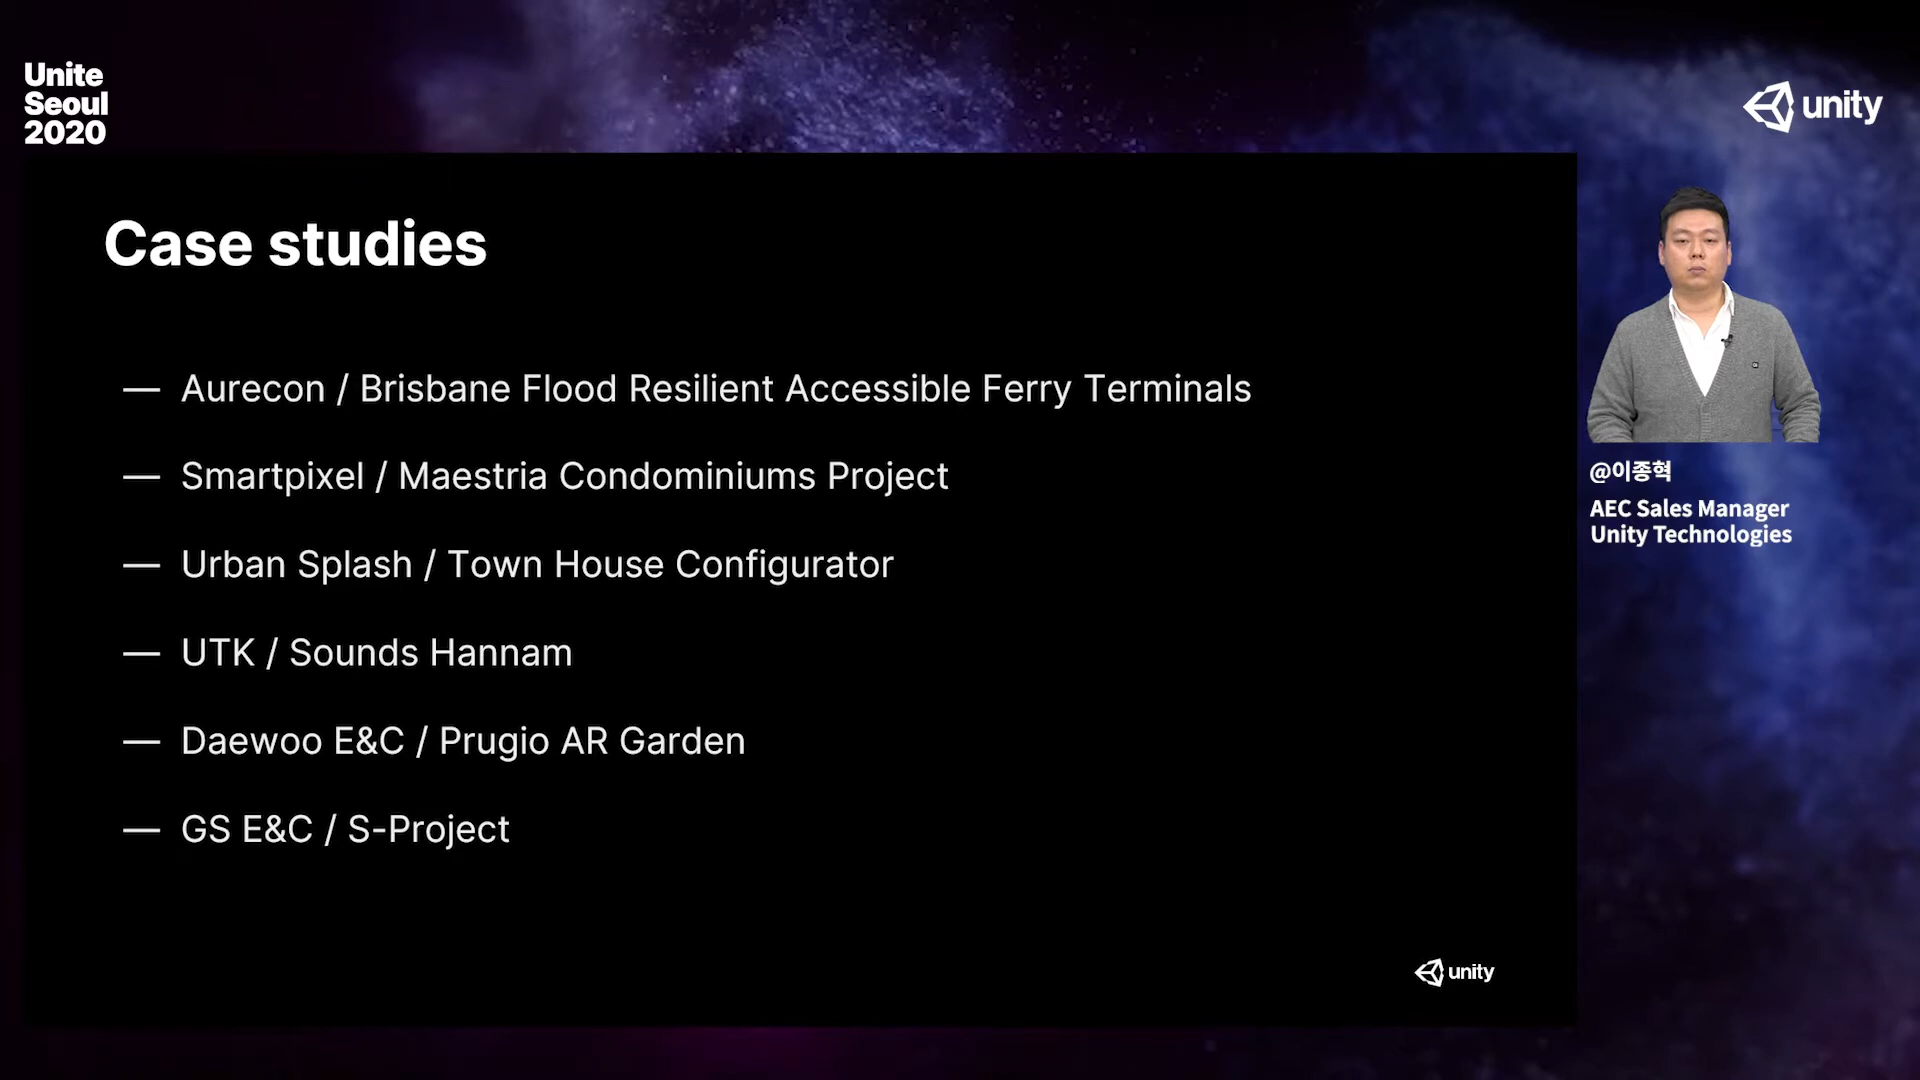 Unite
Seoul
2020
unity
Case studies
— Aurecon / Brisbane Flood Resilient Accessible Ferry Terminals
— Smartpixel / Maestria Condominiums Project
— Urban Splash / Town House Configurator
— UTK / Sounds Hannam
— Daewoo E&C / Prugio AR Garden
— GS E&C / S-Project
unity
@이종혁
AEC Sales Manager
Unity Technologies